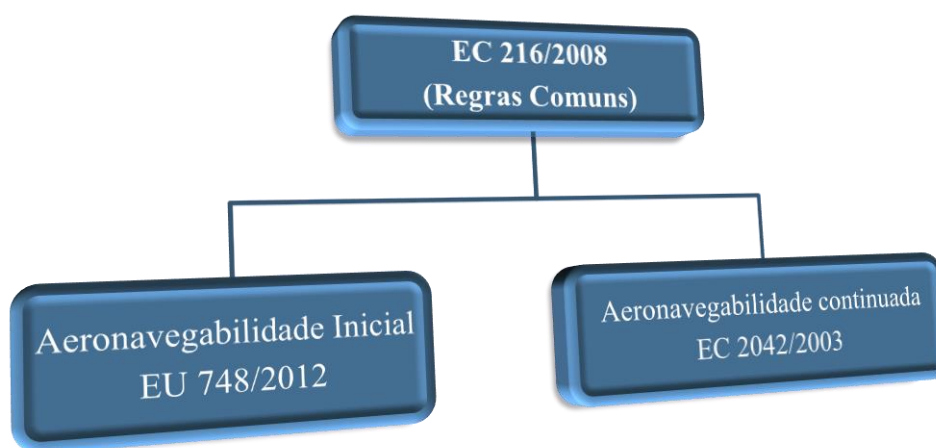 EC 216/2008
(Regras Comuns)
Aeronavegabilidade Inicial
EU 748/2012
Aeronavegabilidade continuada
EC 2042/2003